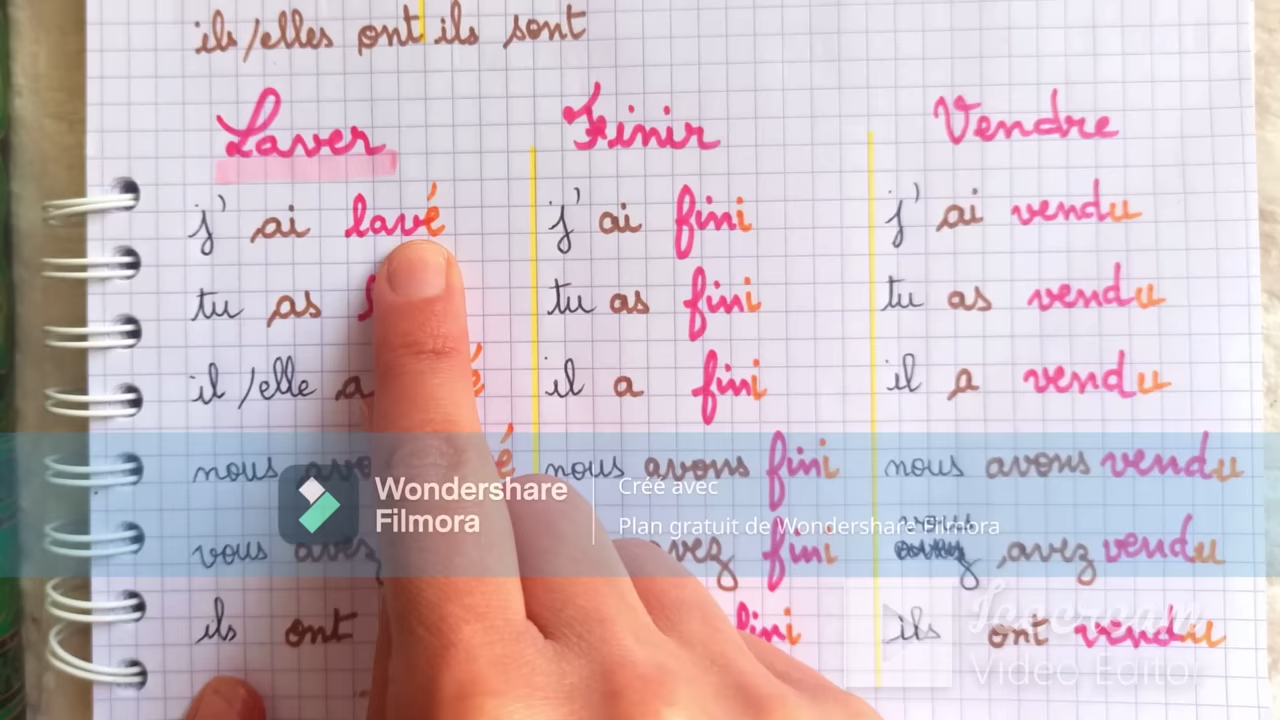 ils/elles ont ils sont
Laver Finir Vendre
j' ai lavé j' ai fini j' ai vendu
tu as tu as fini tu as vendu
il/elle a il a fini il a vendu
nous nous avons fini nous avons vendu
Wondershare Filmora
Créé avec
Plan gratuit de Wondershare Filmora
vous avez fini vous avez vendu
ils ont fini ils ont vendu
Video Editor